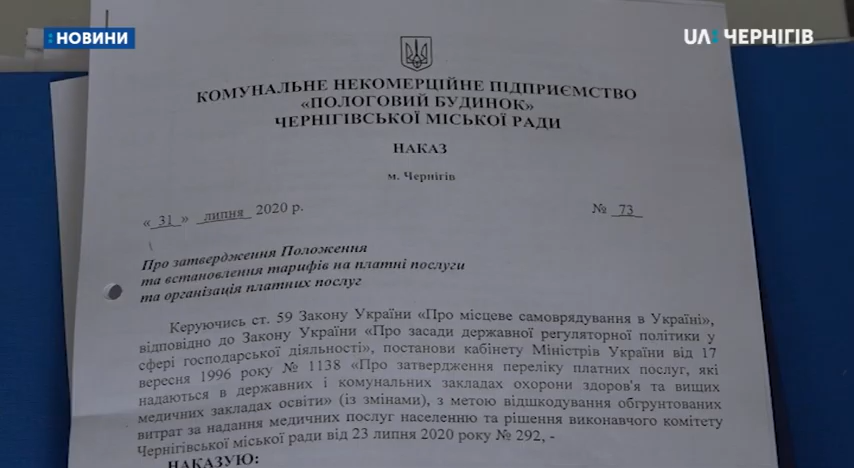 НОВИНИ
UA: ЧЕРНІГІВ
КОМУНАЛЬНЕ НЕКОМЕРЦІЙНЕ ПІДПРИЄМСТВО
«ПОЛОГОВИЙ БУДИНОК»
ЧЕРНІГІВСЬКОЇ МІСЬКОЇ РАДИ
НАКАЗ
м. Чернігів
« 31 » липня 2020 р. № 73
Про затвердження Положення
та встановлення тарифів на платні послуги
та організація платних послуг
Керуючись ст. 59 Закону України «Про місцеве самоврядування в Україні»,
відповідно до Закону України «Про засади державної регуляторної політики у
сфері господарської діяльності», постанови кабінету Міністрів України від 17
вересня 1996 року № 1138 «Про затвердження переліку платних послуг, які
надаються в державних і комунальних закладах охорони здоров'я та вищих
медичних закладах освіти» (із змінами), з метою відшкодування обгрунтованих
витрат за надання медичних послуг населенню та рішення виконавчого комітету
Чернігівської міської ради від 23 липня 2020 року № 292, -
НАКАЗУЮ: